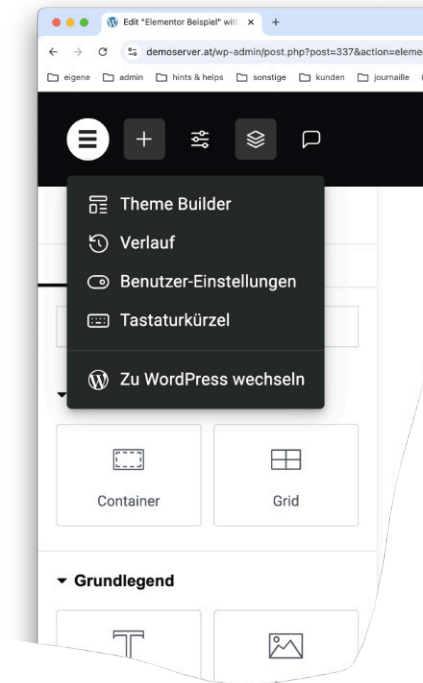 Edit "Elementor Beispiel" with
demoserver.at/wp-admin/post.php?post=337&action=eleme
eigene admin hints & helps sonstige kunden journaille
Theme Builder
Verlauf
Benutzer-Einstellungen
Tastaturkürzel
Zu WordPress wechseln
Container Grid
Grundlegend